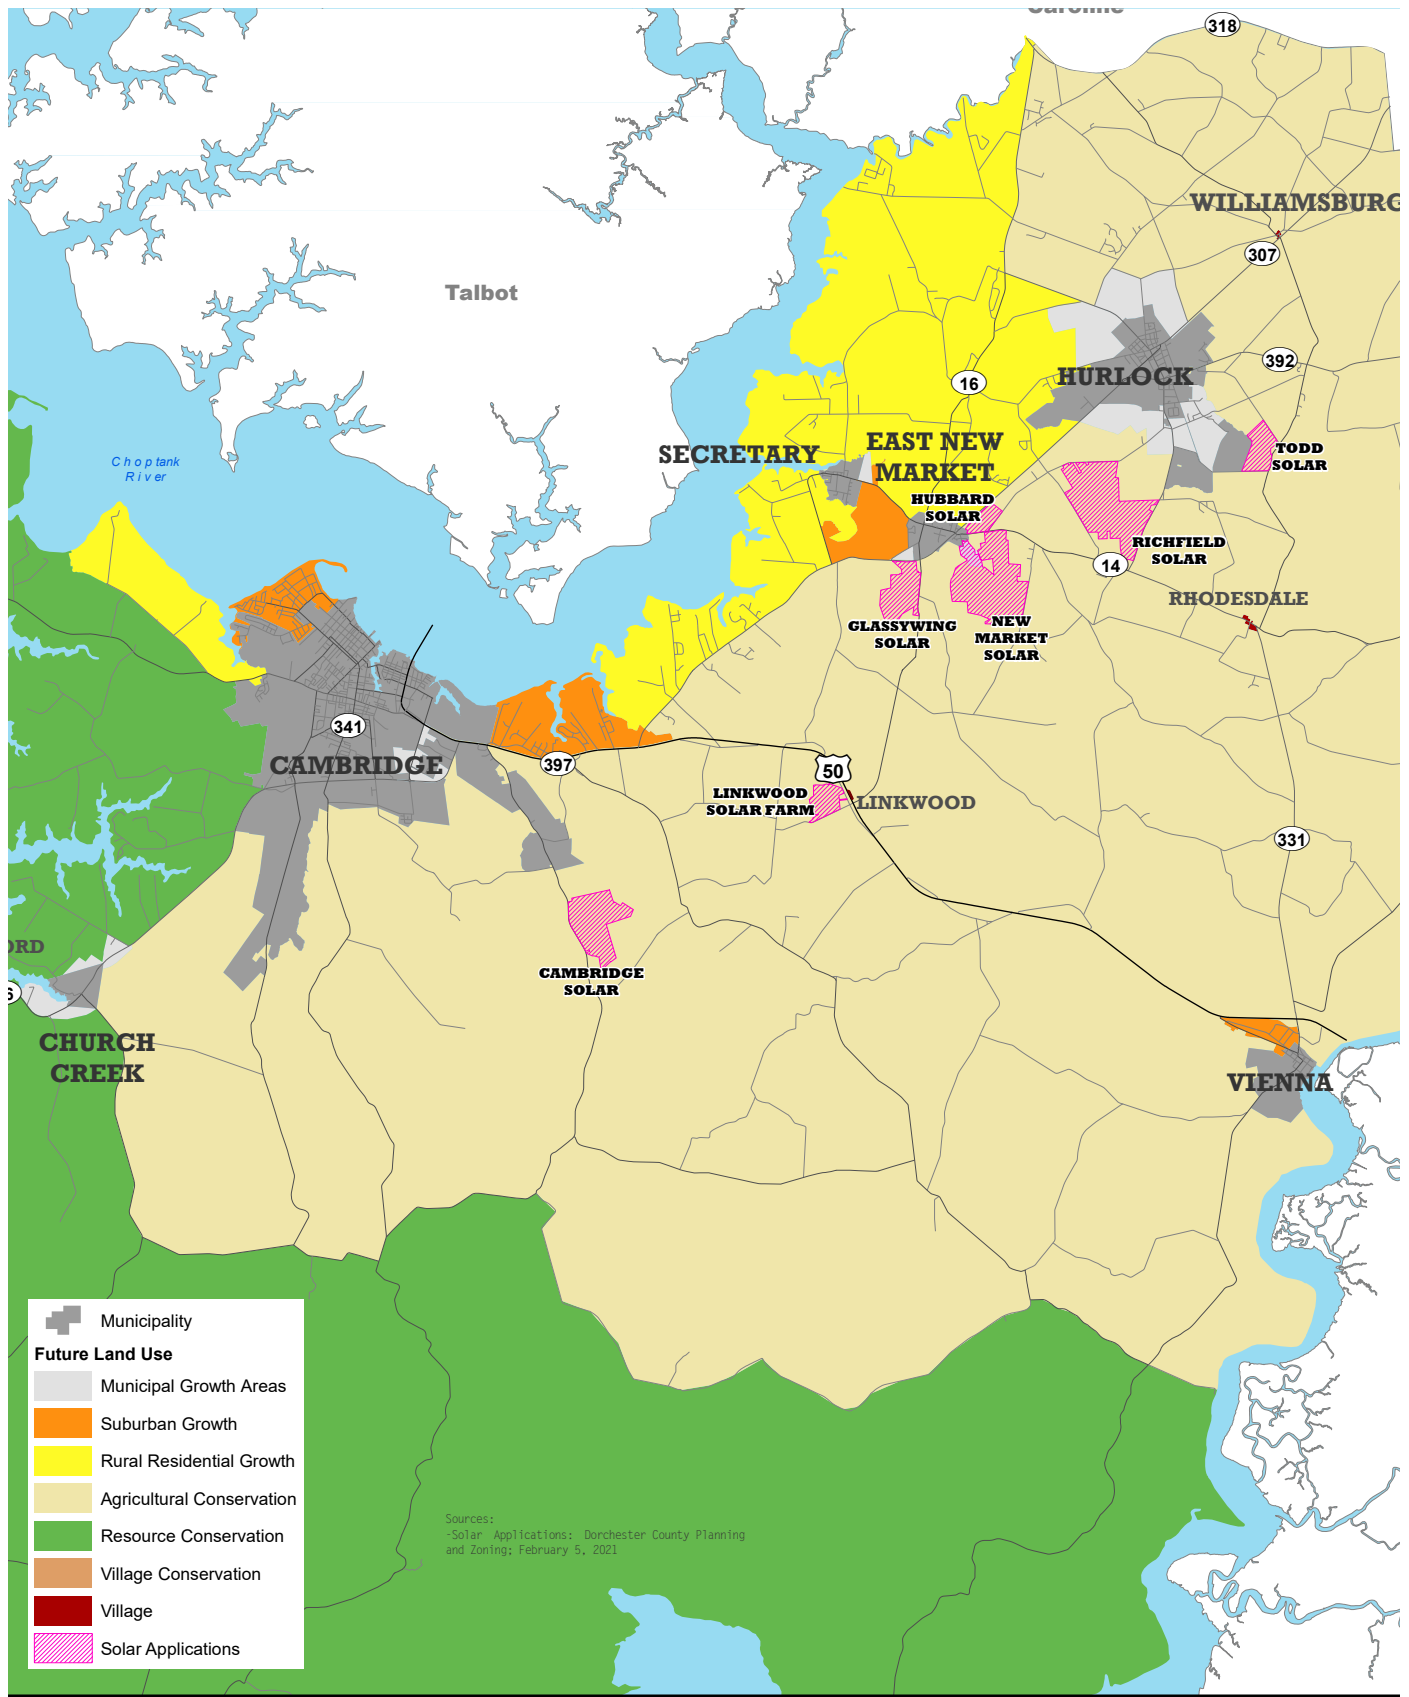 Caroline
318
WILLIAMSBURG
307
Talbot
392
HURLOCK
16
EAST NEW
MARKET
SECRETARY
TODD
SOLAR
Choptank
River
HUBBARD
SOLAR
RICHFIELD
SOLAR
14
RHODESDALE
GLASSYWING
SOLAR
NEW
MARKET
SOLAR
341
CAMBRIDGE
397
50
LINKWOOD
SOLAR FARM
LINKWOOD
331
ORD
6
CAMBRIDGE
SOLAR
CHURCH
CREEK
VIENNA
Municipality
Future Land Use
Municipal Growth Areas
Suburban Growth
Rural Residential Growth
Agricultural Conservation
Resource Conservation
Village Conservation
Village
Solar Applications
Sources:
-Solar Applications: Dorchester County Planning
and Zoning; February 5, 2021